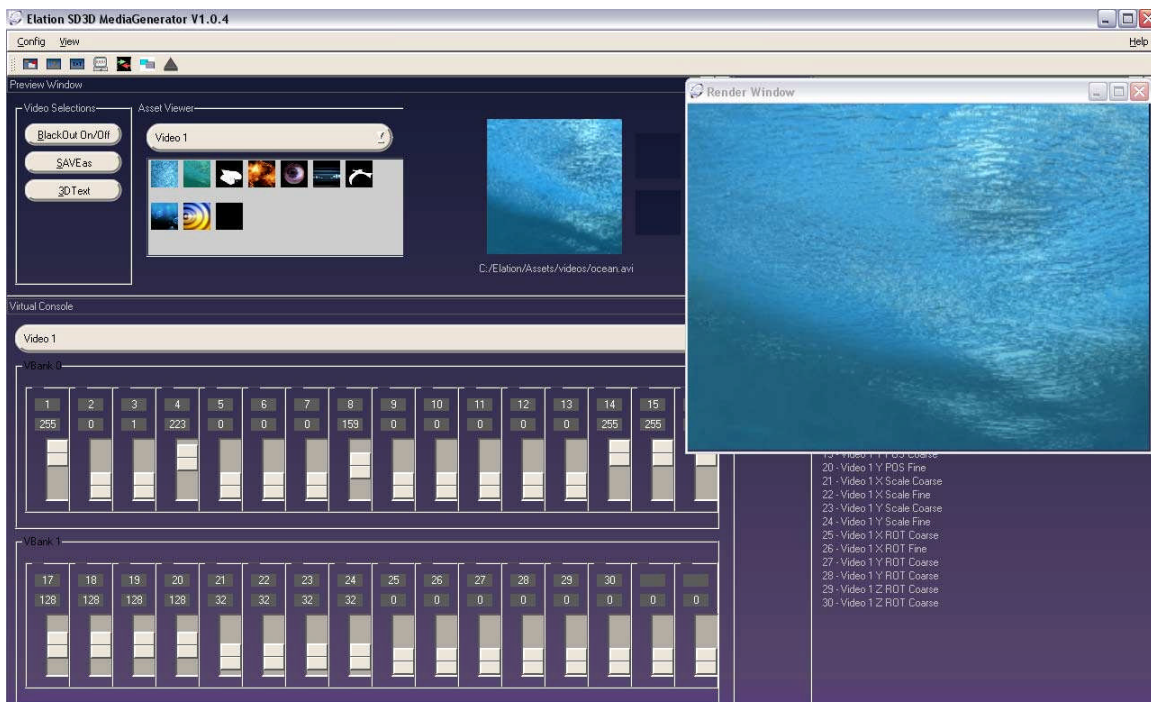 Elation SD3D MediaGenerator V1.0.4
Config View Help
Preview Window
Video Selections
BlackOut On/Off
SAVEas
3DText
Asset Viewer
Video 1
C:/Elation/Assets/videos/ocean.avi
Render Window
Virtual Console
Video 1
VBank 0
1 2 3 4 5 6 7 8 9 10 11 12 13 14 15
255 0 1 223 0 0 0 159 0 0 0 0 0 255 255
VBank 1
17 18 19 20 21 22 23 24 25 26 27 28 29 30
128 128 128 128 32 32 32 32 0 0 0 0 0 0 0 0
20 - Video 1 Y POS Fine
21 - Video 1 X Scale Coarse
22 - Video 1 X Scale Fine
23 - Video 1 Y Scale Coarse
24 - Video 1 Y Scale Fine
25 - Video 1 X ROT Coarse
26 - Video 1 X ROT Fine
27 - Video 1 Y ROT Coarse
28 - Video 1 Y ROT Coarse
29 - Video 1 Z ROT Coarse
30 - Video 1 Z ROT Coarse